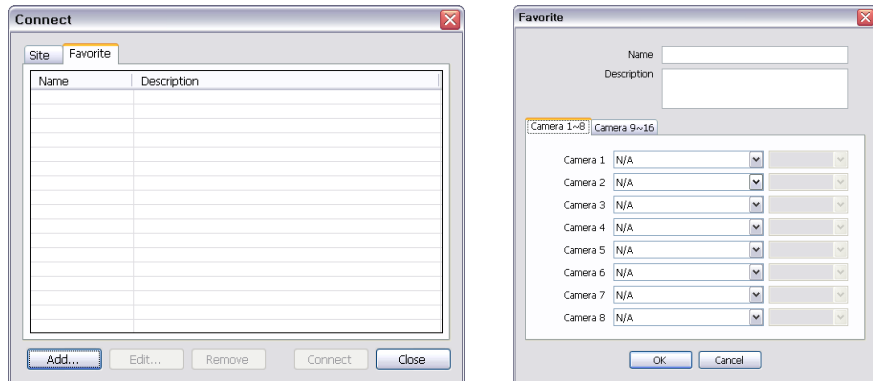 Connect
Site Favorite
Name Description
Add... Edit... Remove Connect Close
Favorite
Name
Description
Camera 1~8 Camera 9~16
Camera 1 N/A
Camera 2 N/A
Camera 3 N/A
Camera 4 N/A
Camera 5 N/A
Camera 6 N/A
Camera 7 N/A
Camera 8 N/A
OK Cancel